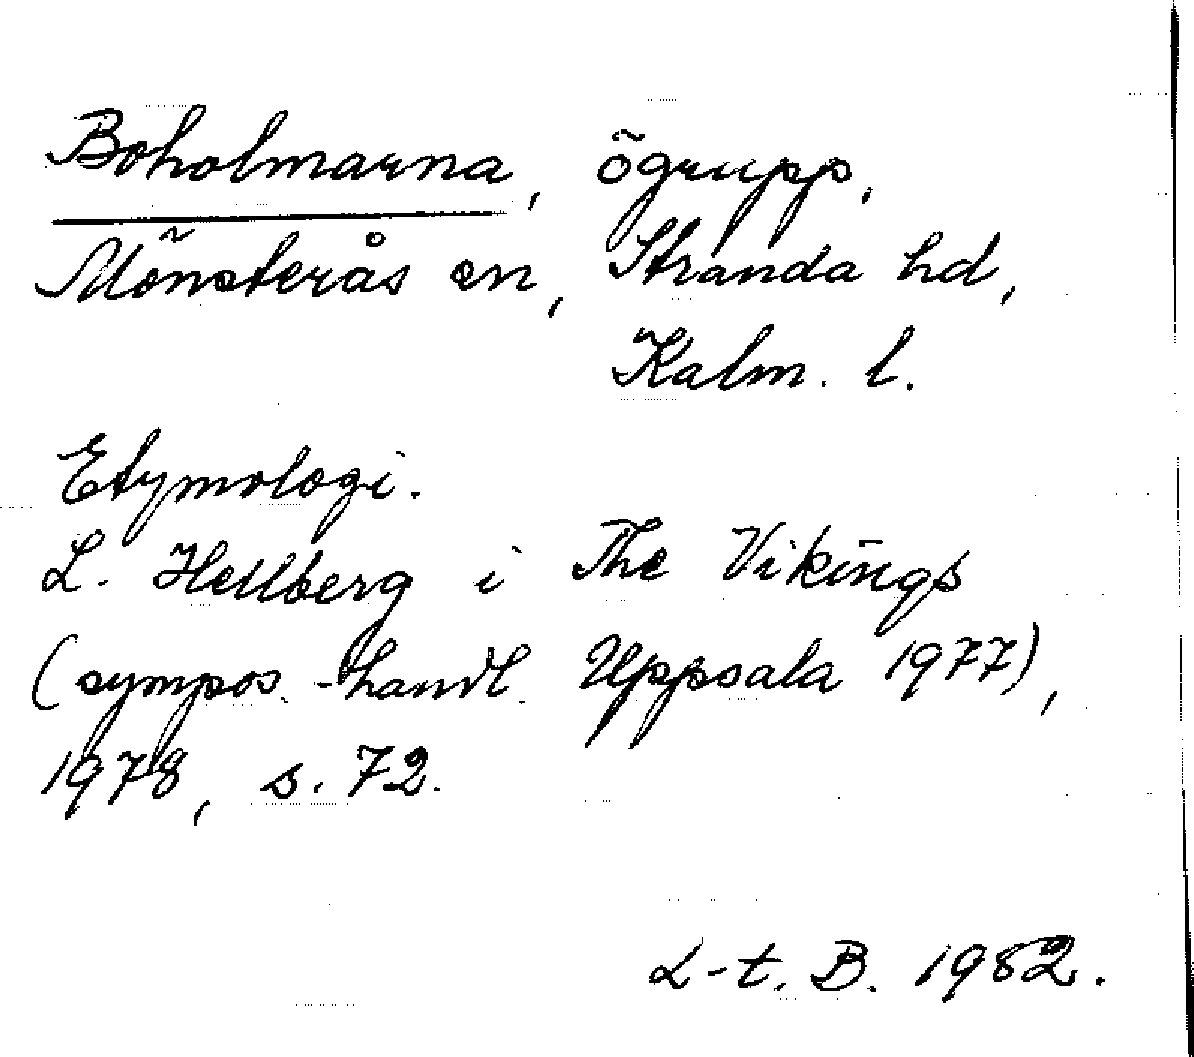 Boholmarna, ögrupp,
Mönsterås sn, Stranda hd,
Kalm. l.
Etymologi.
L. Hellberg i The Vikings
(sympos.-handl. Uppsala 1977),
1978, s. 72.
L-t. B. 1982.